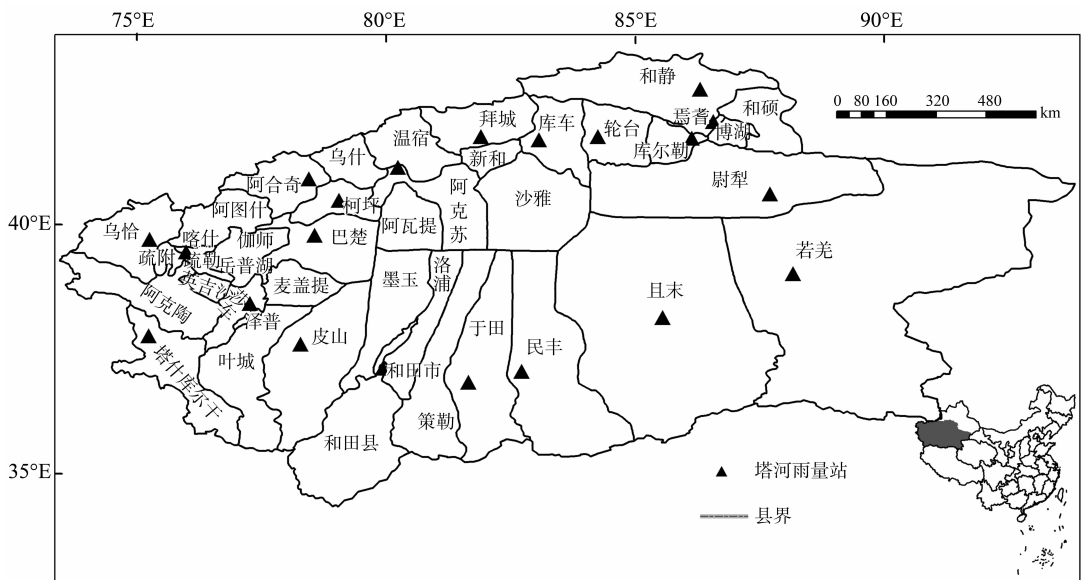 75°E
80°E
85°E
90°E
和静
0 80 160 320 480 km
和硕
焉耆
博湖
拜城
库车
轮台
库尔勒
温宿
新和
乌什
尉犁
阿合奇
柯坪
阿克苏
沙雅
阿图什
阿瓦提
40°E
乌恰
喀什
伽师
巴楚
疏附
疏勒
岳普湖
若羌
英吉沙
莎车
麦盖提
墨玉
洛浦
且末
阿克陶
泽普
皮山
于田
民丰
塔什库尔干
叶城
和田市
策勒
和田县
35°E
塔河雨量站
县界